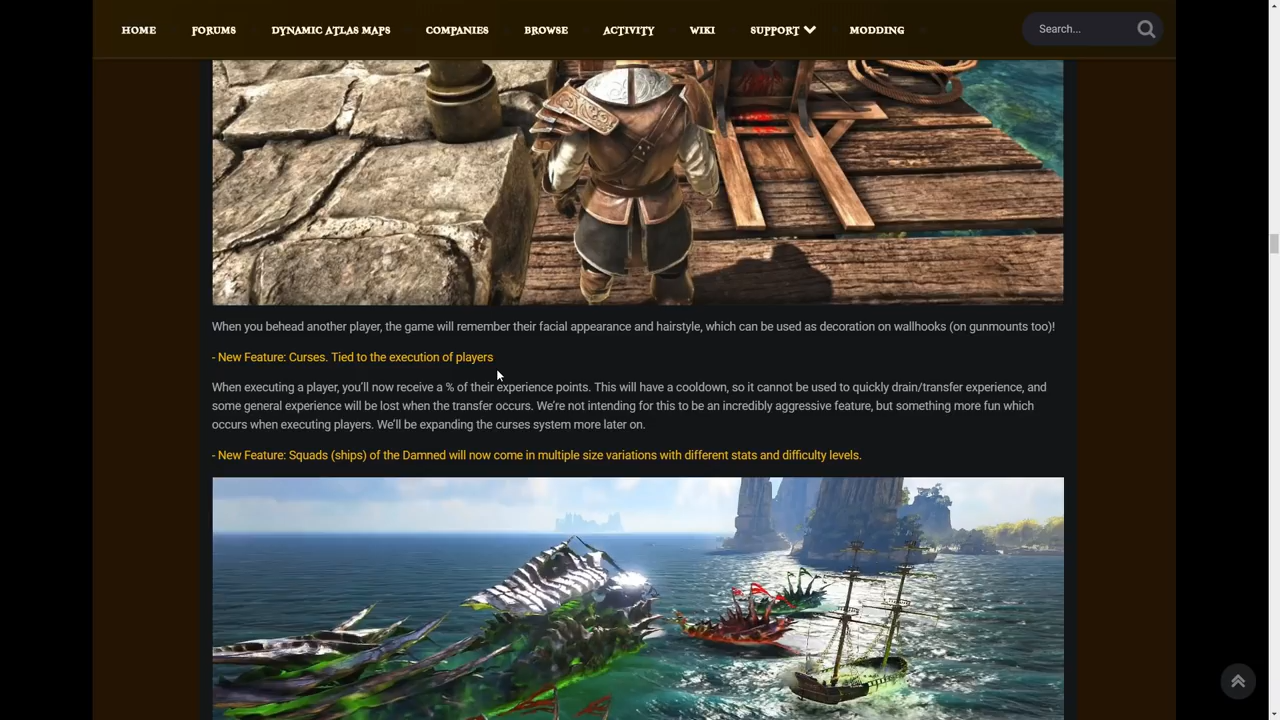 HOME FORUMS DYNAMIC ATLAS MAPS COMPANIES BROWSE ACTIVITY WIKI SUPPORT MODDING Search...
When you behead another player, the game will remember their facial appearance and hairstyle, which can be used as decoration on wallhooks (on gunmounts too)!
- New Feature: Curses. Tied to the execution of players
When executing a player, you'll now receive a % of their experience points. This will have a cooldown, so it cannot be used to quickly drain/transfer experience, and
some general experience will be lost when the transfer occurs. We're not intending for this to be an incredibly aggressive feature, but something more fun which
occurs when executing players. We'll be expanding the curses system more later on.
- New Feature: Squads (ships) of the Damned will now come in multiple size variations with different stats and difficulty levels.